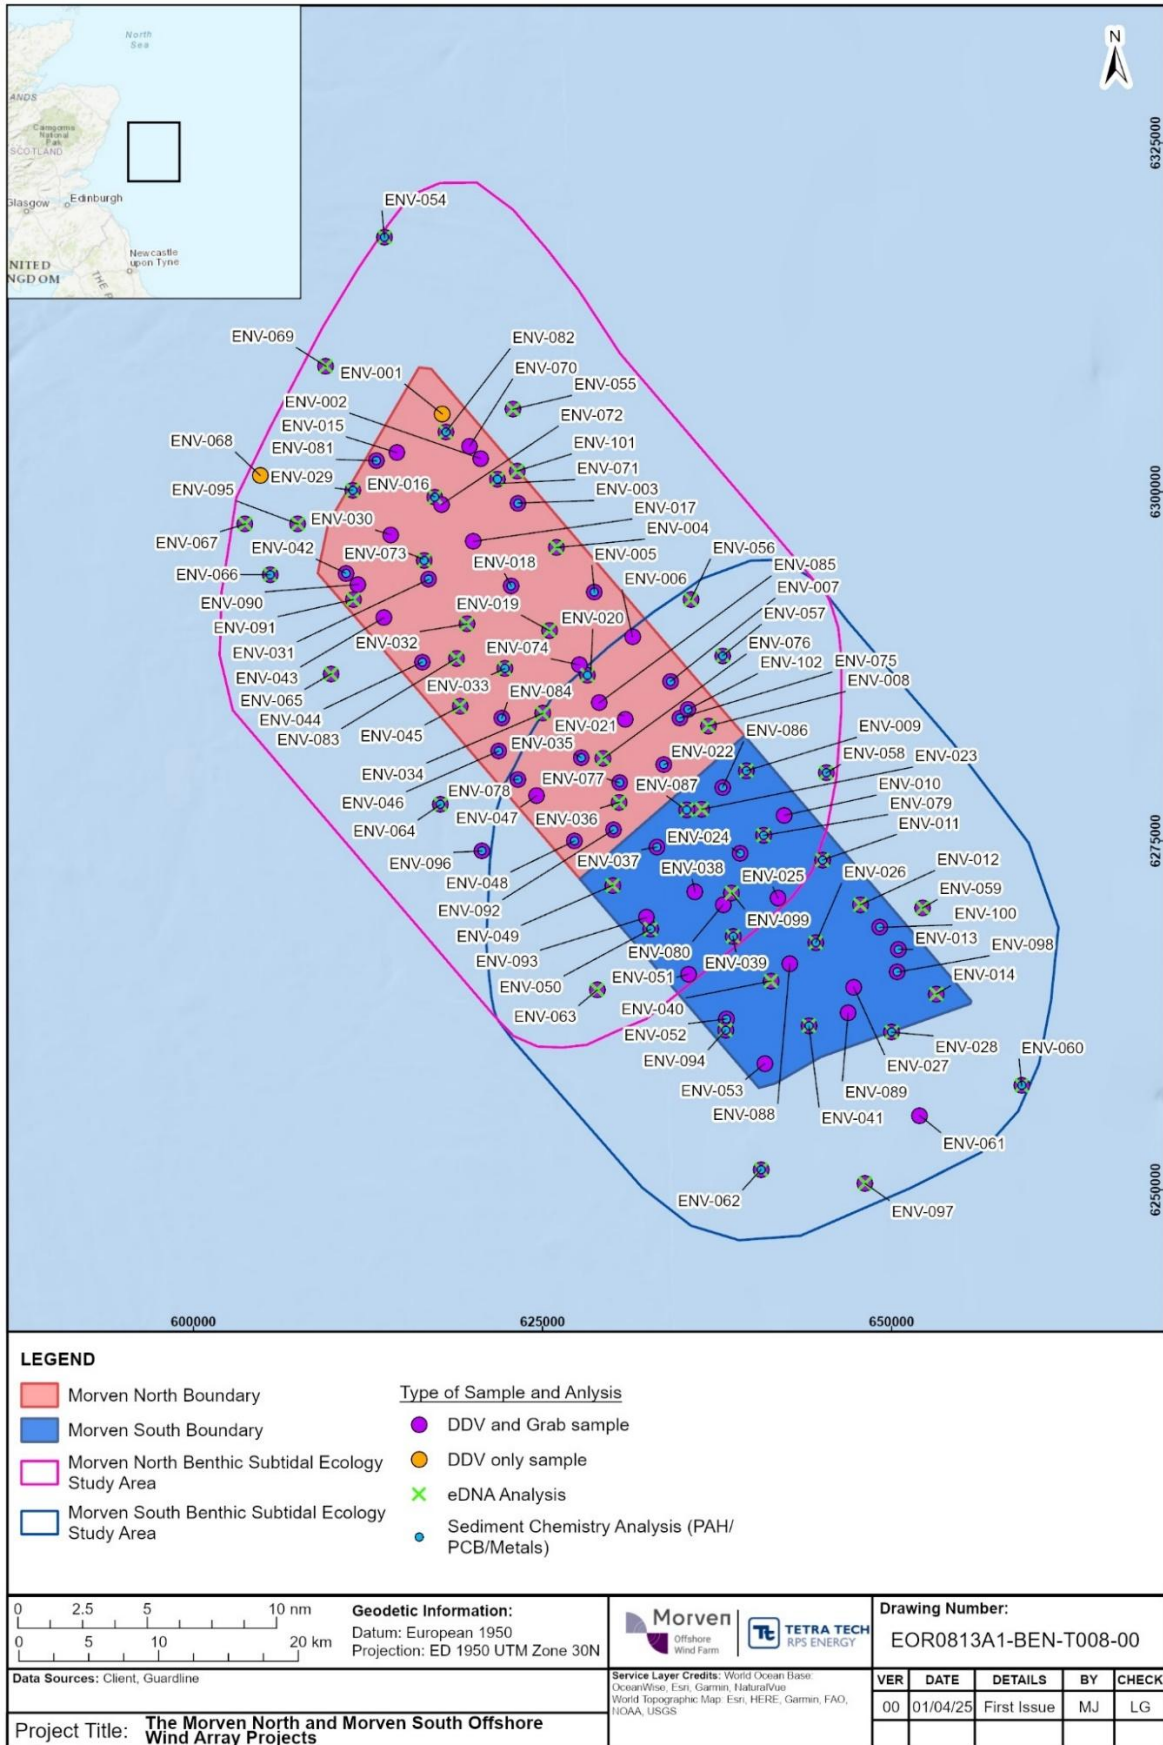 North
Sea
ANDS
Cairngorms
National
Park
SCOTLAND
Glasgow
Edinburgh
Newcastle
upon Tyne
NITED
NGDOM
THE P
N
6325000
6300000
6275000
6250000
600000
625000
650000
ENV-054
ENV-069
ENV-082
ENV-001
ENV-070
ENV-002
ENV-055
ENV-015
ENV-072
ENV-068
ENV-081
ENV-101
ENV-029
ENV-016
ENV-071
ENV-095
ENV-003
ENV-030
ENV-017
ENV-067
ENV-004
ENV-042
ENV-073
ENV-018
ENV-005
ENV-056
ENV-085
ENV-066
ENV-006
ENV-007
ENV-090
ENV-019
ENV-057
ENV-091
ENV-020
ENV-032
ENV-076
ENV-031
ENV-074
ENV-102
ENV-075
ENV-043
ENV-033
ENV-008
ENV-065
ENV-084
ENV-044
ENV-021
ENV-086
ENV-009
ENV-083
ENV-045
ENV-035
ENV-022
ENV-058
ENV-034
ENV-023
ENV-077
ENV-087
ENV-010
ENV-046
ENV-078
ENV-079
ENV-064
ENV-047
ENV-036
ENV-011
ENV-024
ENV-096
ENV-037
ENV-038
ENV-025
ENV-026
ENV-012
ENV-048
ENV-059
ENV-092
ENV-100
ENV-049
ENV-099
ENV-013
ENV-093
ENV-080
ENV-098
ENV-039
ENV-050
ENV-051
ENV-014
ENV-040
ENV-063
ENV-052
ENV-028
ENV-060
ENV-094
ENV-027
ENV-053
ENV-089
ENV-088
ENV-041
ENV-061
ENV-062
ENV-097
LEGEND
Morven North Boundary
Morven South Boundary
Morven North Benthic Subtidal Ecology
Study Area
Morven South Benthic Subtidal Ecology
Study Area
Type of Sample and Anlysis
DDV and Grab sample
DDV only sample
eDNA Analysis
Sediment Chemistry Analysis (PAH/
PCB/Metals)
0 2.5 5 10 nm
0 5 10 20 km
Geodetic Information:
Datum: European 1950
Projection: ED 1950 UTM Zone 30N
Data Sources: Client, Guardline
Project Title: The Morven North and Morven South Offshore
Wind Array Projects
Morven
Offshore
Wind Farm
Tt TETRA TECH
RPS ENERGY
Service Layer Credits: World Ocean Base:
OceanWise, Esri, Garmin, NaturalVue
World Topographic Map: Esri, HERE, Garmin, FAO,
NOAA, USGS
Drawing Number:
EOR0813A1-BEN-T008-00
VER DATE DETAILS BY CHECK
00 01/04/25 First Issue MJ LG